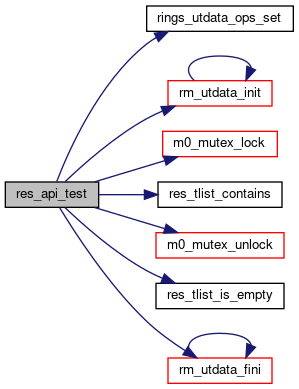 rings_utdata_ops_set
rm_utdata_init
m0_mutex_lock
res_api_test
res_tlist_contains
m0_mutex_unlock
res_tlist_is_empty
rm_utdata_fini